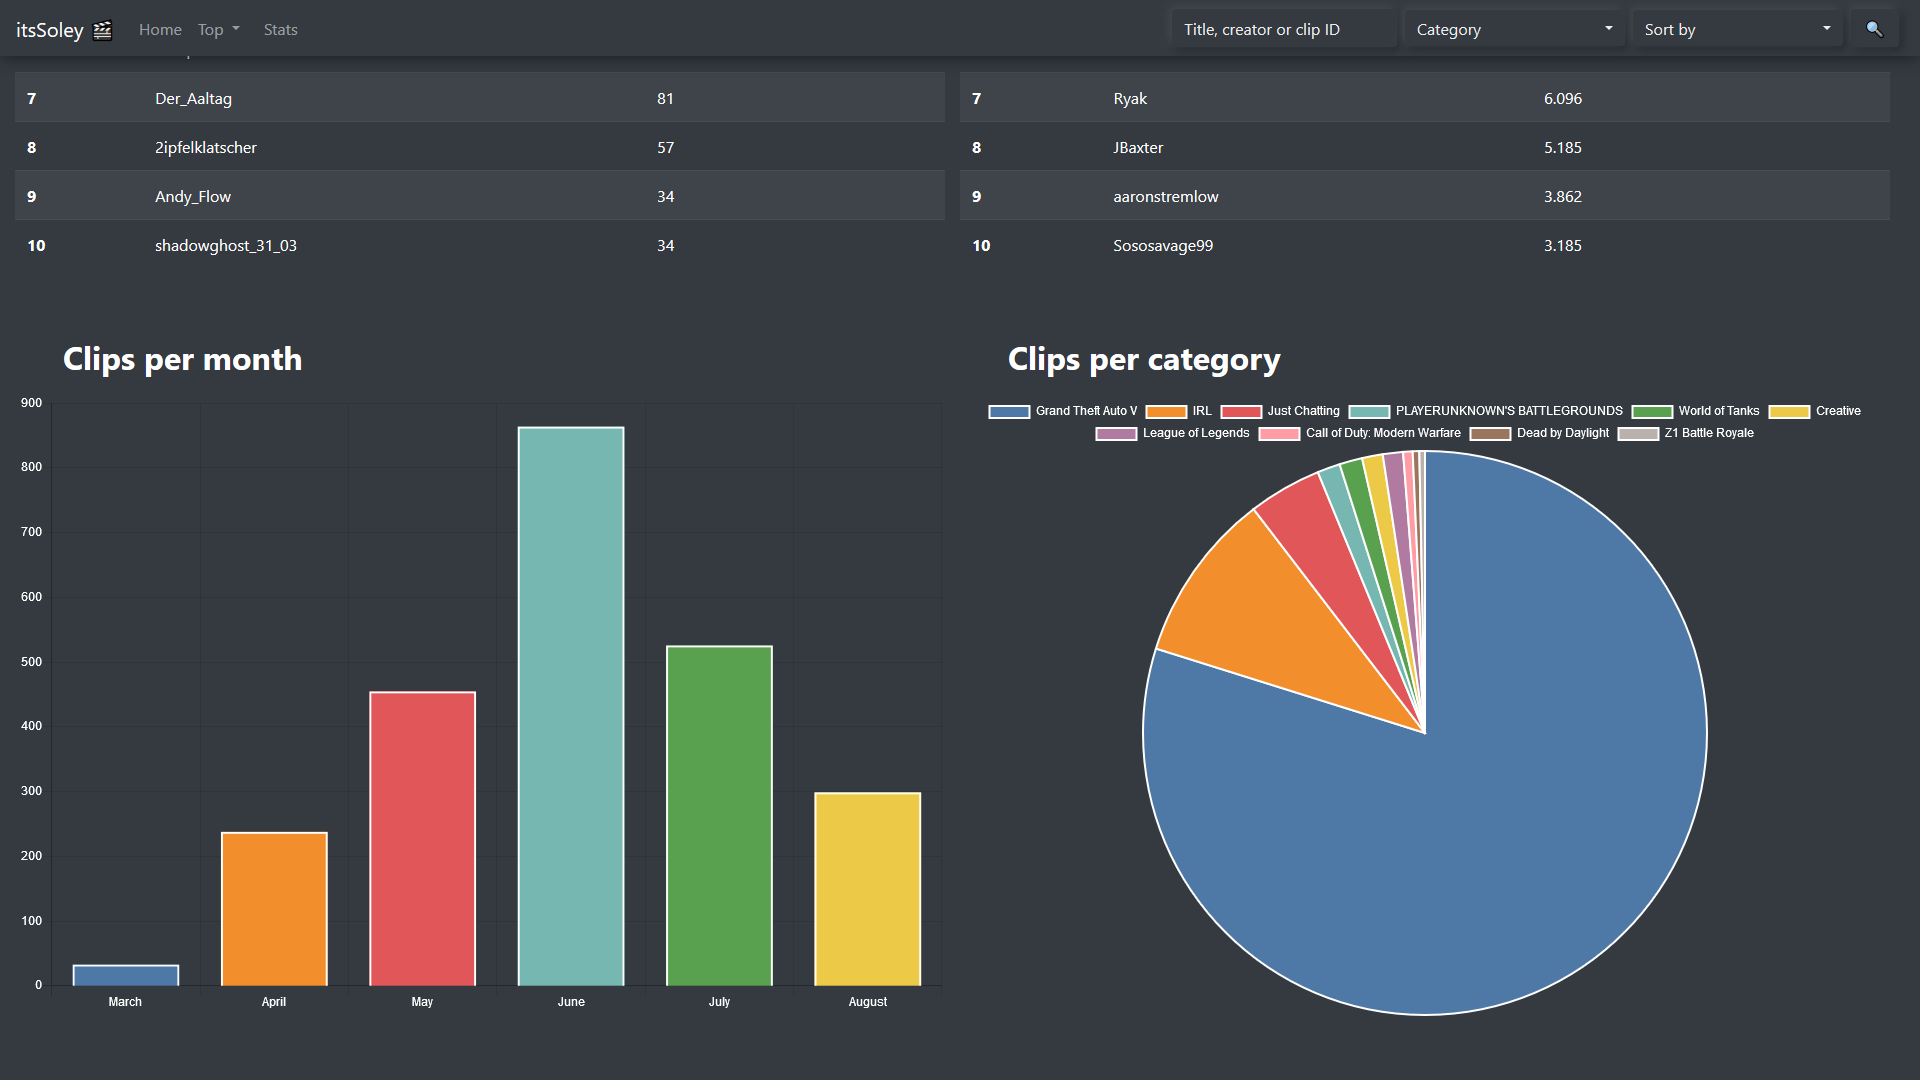 itsSoley 🎬 Home Top Stats Title, creator or clip ID Category Sort by
7 Der_Aaltag 81
8 2ipfelklatscher 57
9 Andy_Flow 34
10 shadowghost_31_03 34
7 Ryak 6.096
8 JBaxter 5.185
9 aaronstremlow 3.862
10 Sososavage99 3.185
Clips per month
900
800
700
600
500
400
300
200
100
0
March April May June July August
Clips per category
Grand Theft Auto V IRL Just Chatting PLAYERUNKNOWN'S BATTLEGROUNDS World of Tanks Creative
League of Legends Call of Duty: Modern Warfare Dead by Daylight Z1 Battle Royale